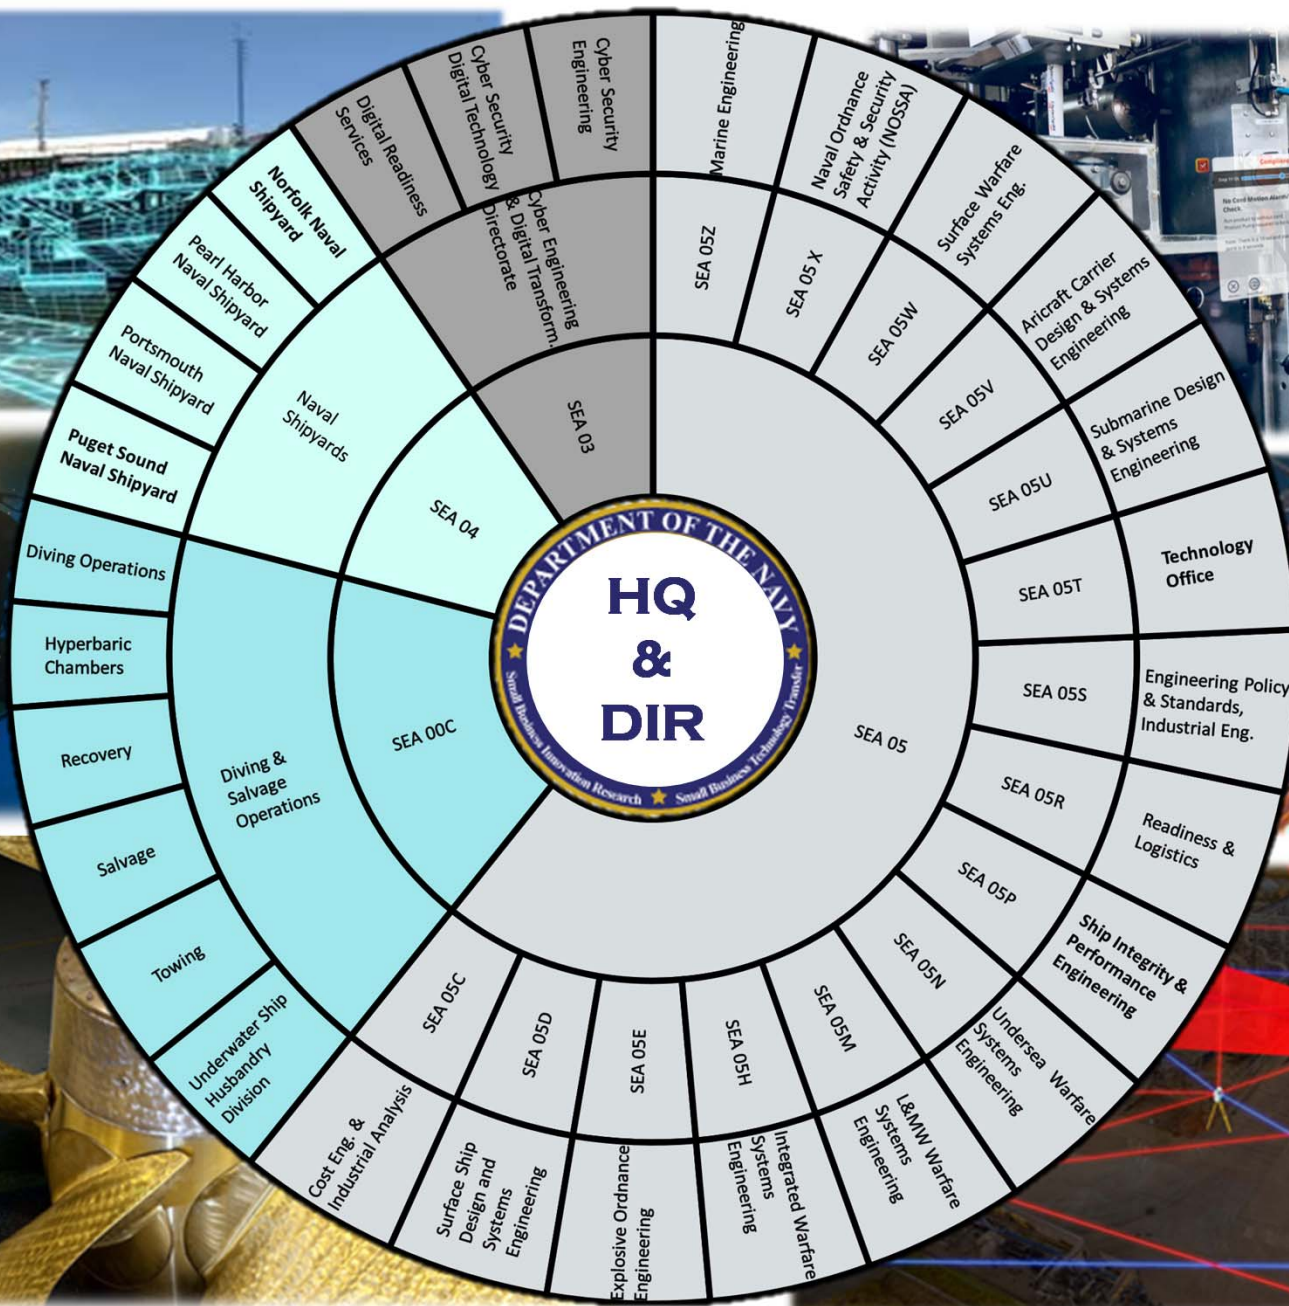 DEPARTMENT OF THE NAVY
Small Business Innovation Research
Small Business Technology Transfer
HQ
&
DIR
SEA 05
SEA 05Z
Marine Engineering
SEA 05 X
Naval Ordnance
Safety & Security
Activity (NOSSA)
SEA 05W
Surface Warfare
Systems Eng.
SEA 05V
Aricraft Carrier
Design & Systems
Engineering
SEA 05U
Submarine Design
& Systems
Engineering
SEA 05T
Technology
Office
SEA 05S
Engineering Policy
& Standards,
Industrial Eng.
SEA 05R
Readiness &
Logistics
SEA 05P
Ship Integrity &
Performance
Engineering
SEA 05N
Undersea Warfare
Systems
Engineering
SEA 05M
L&MW Warfare
Systems
Engineering
SEA 05H
Integrated Warfare
Systems
Engineering
SEA 05E
Explosive Ordnance
Engineering
SEA 05D
Surface Ship
Design and
Systems
Engineering
SEA 05C
Cost Eng. &
Industrial Analysis
SEA 00C
Diving &
Salvage
Operations
Underwater Ship
Husbandry
Division
Towing
Salvage
Recovery
Hyperbaric
Chambers
Diving Operations
SEA 04
Naval
Shipyards
Puget Sound
Naval Shipyard
Portsmouth
Naval Shipyard
Pearl Harbor
Naval Shipyard
Norfolk Naval
Shipyard
SEA 03
Cyber Engineering
& Digital Transform.
Directorate
Digital Readiness
Services
Cyber Security
Digital Technology
Cyber Security
Engineering
No Cord Motion Alarm
Check.